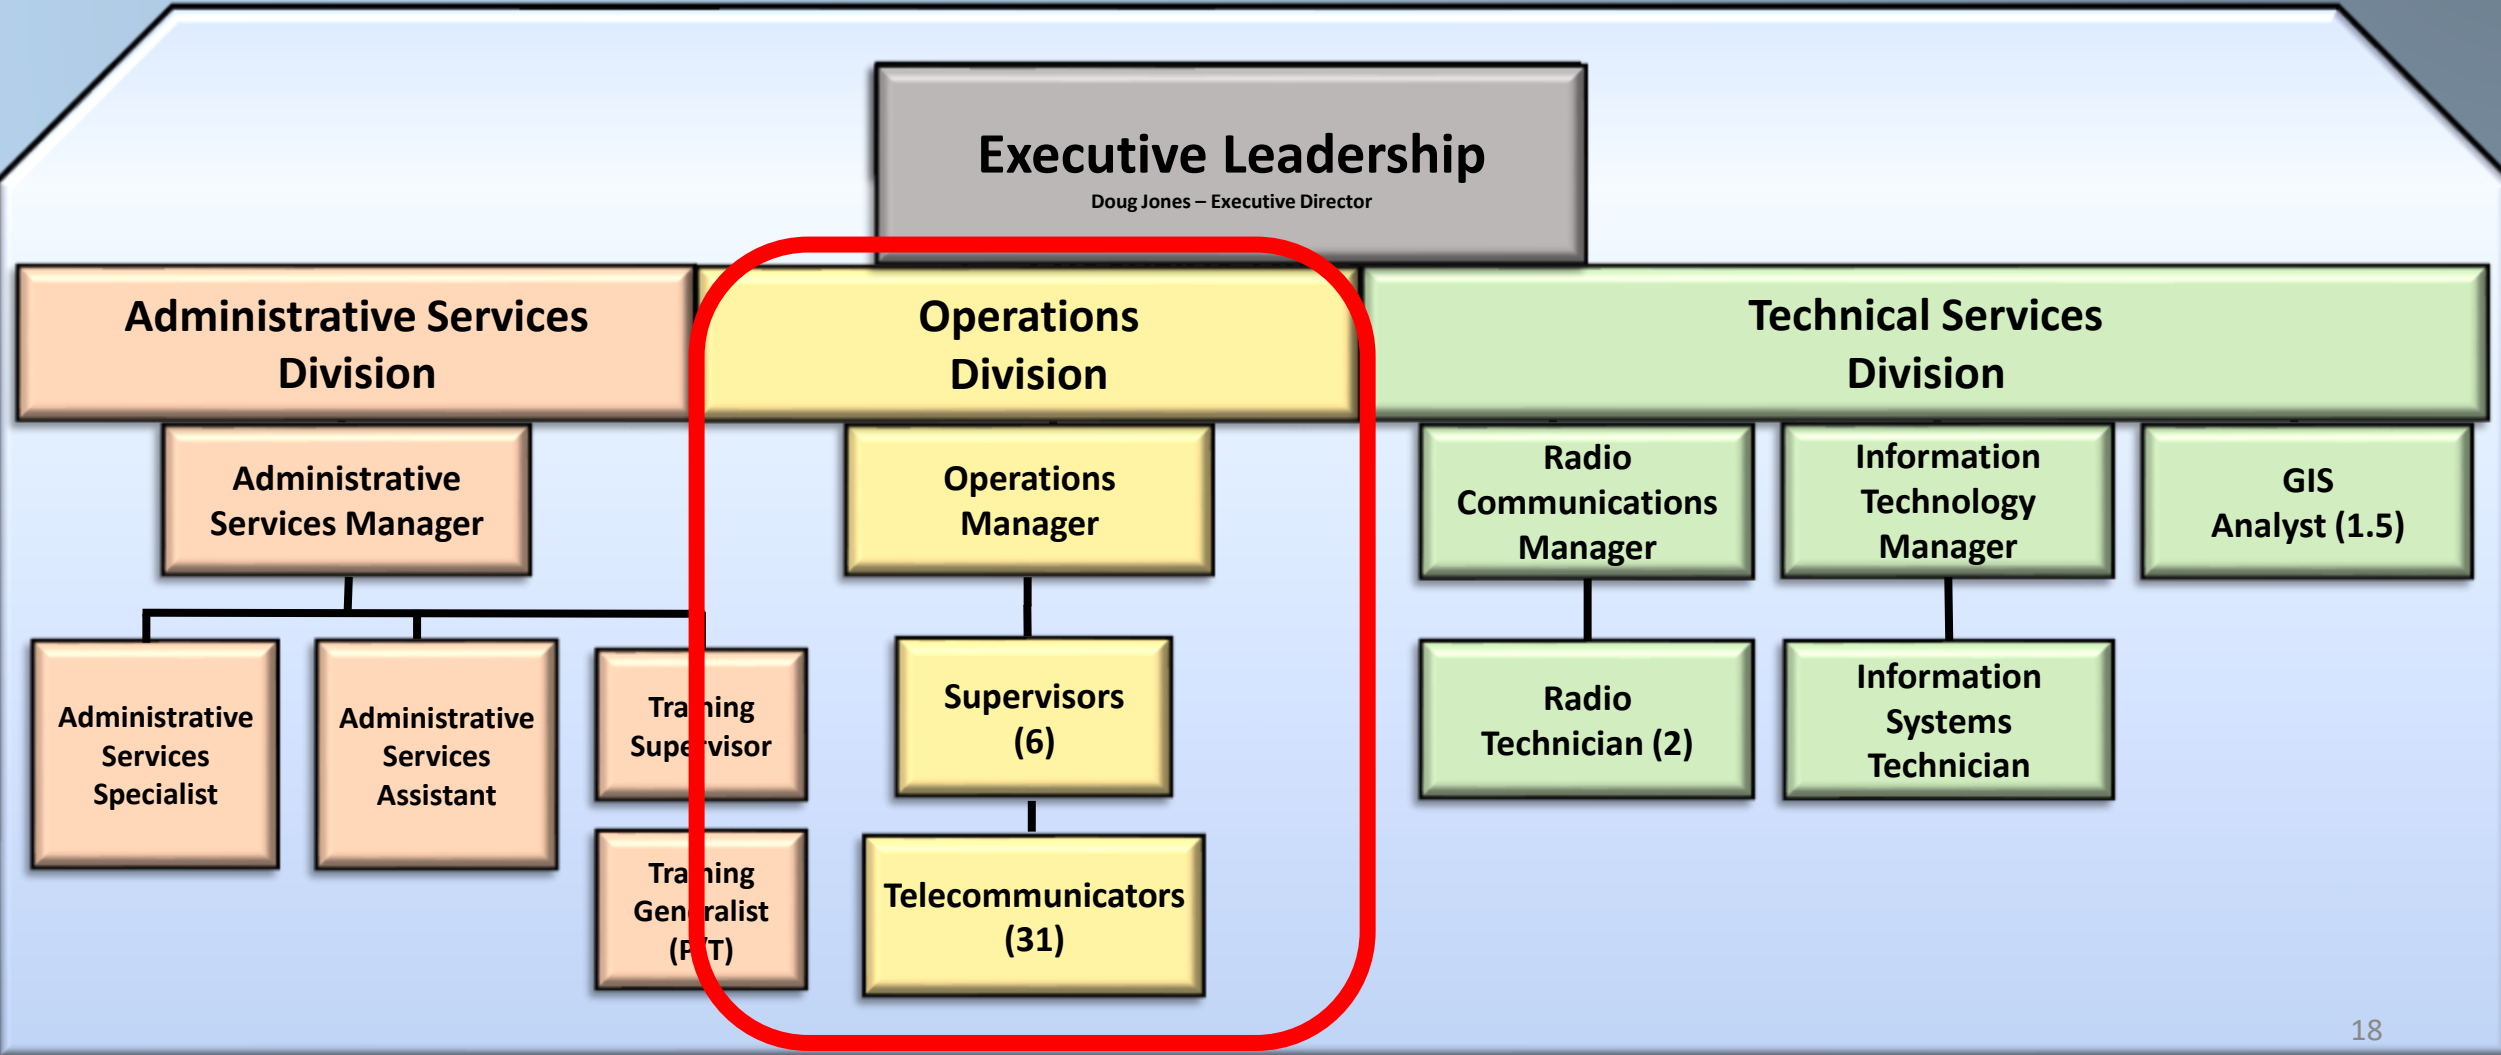 Executive Leadership
Doug Jones – Executive Director
Administrative Services
Division
Operations
Division
Technical Services
Division
Administrative
Services Manager
Operations
Manager
Radio
Communications
Manager
Information
Technology
Manager
GIS
Analyst (1.5)
Administrative
Services
Specialist
Administrative
Services
Assistant
Training
Supervisor
Training
Generalist
(P/T)
Supervisors
(6)
Telecommunicators
(31)
Radio
Technician (2)
Information
Systems
Technician
18